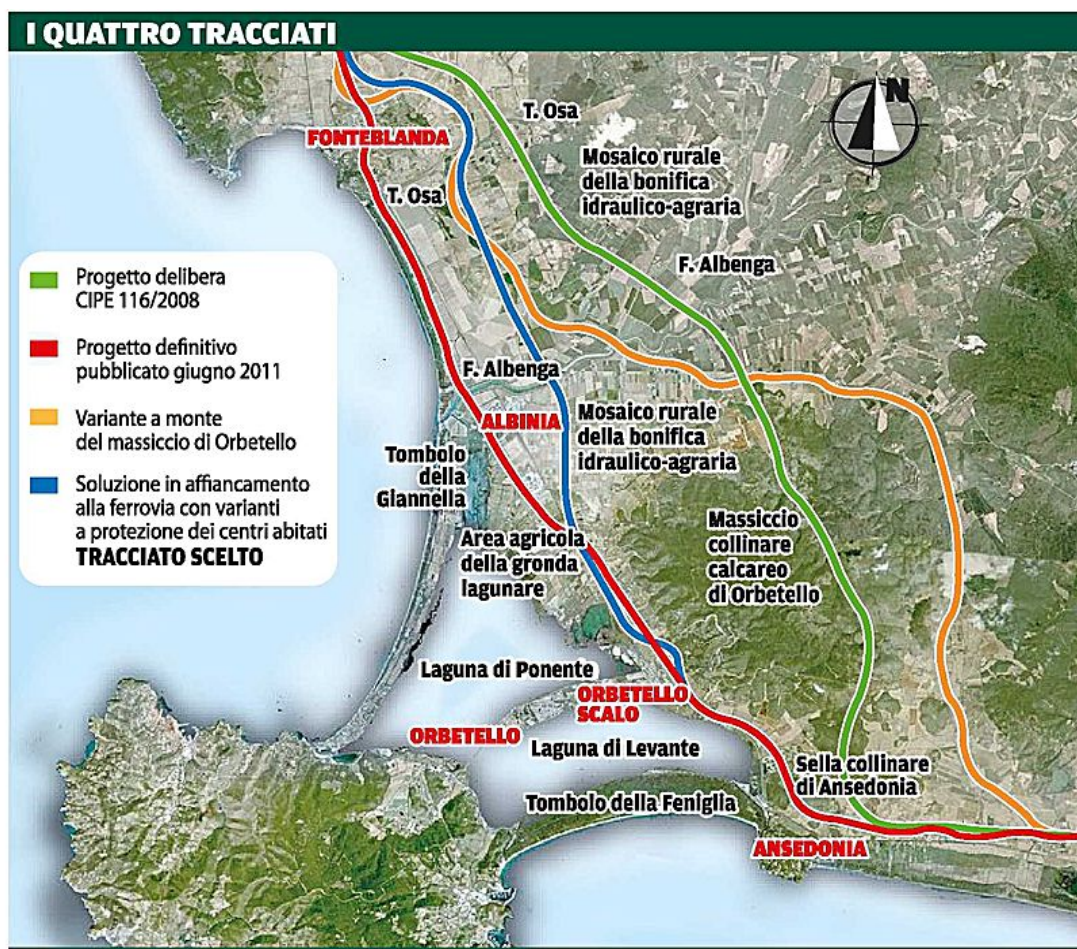 I QUATTRO TRACCIATI
N
T. Osa
FONTEBLANDA
Mosaico rurale
della bonifica
idraulico-agraria
T. Osa
F. Albenga
Progetto delibera
CIPE 116/2008
Progetto definitivo
pubblicato giugno 2011
Variante a monte
del massiccio di Orbetello
Soluzione in affiancamento
alla ferrovia con varianti
a protezione dei centri abitati
TRACCIATO SCELTO
F. Albenga
ALBINIA
Mosaico rurale
della bonifica
idraulico-agraria
Tombolo
della
Giannella
Area agricola
della gronda
lagunare
Massiccio
collinare
calcareo
di Orbetello
Laguna di Ponente
ORBETELLO
SCALO
ORBETELLO
Laguna di Levante
Sella collinare
di Ansedonia
Tombolo della Feniglia
ANSEDONIA